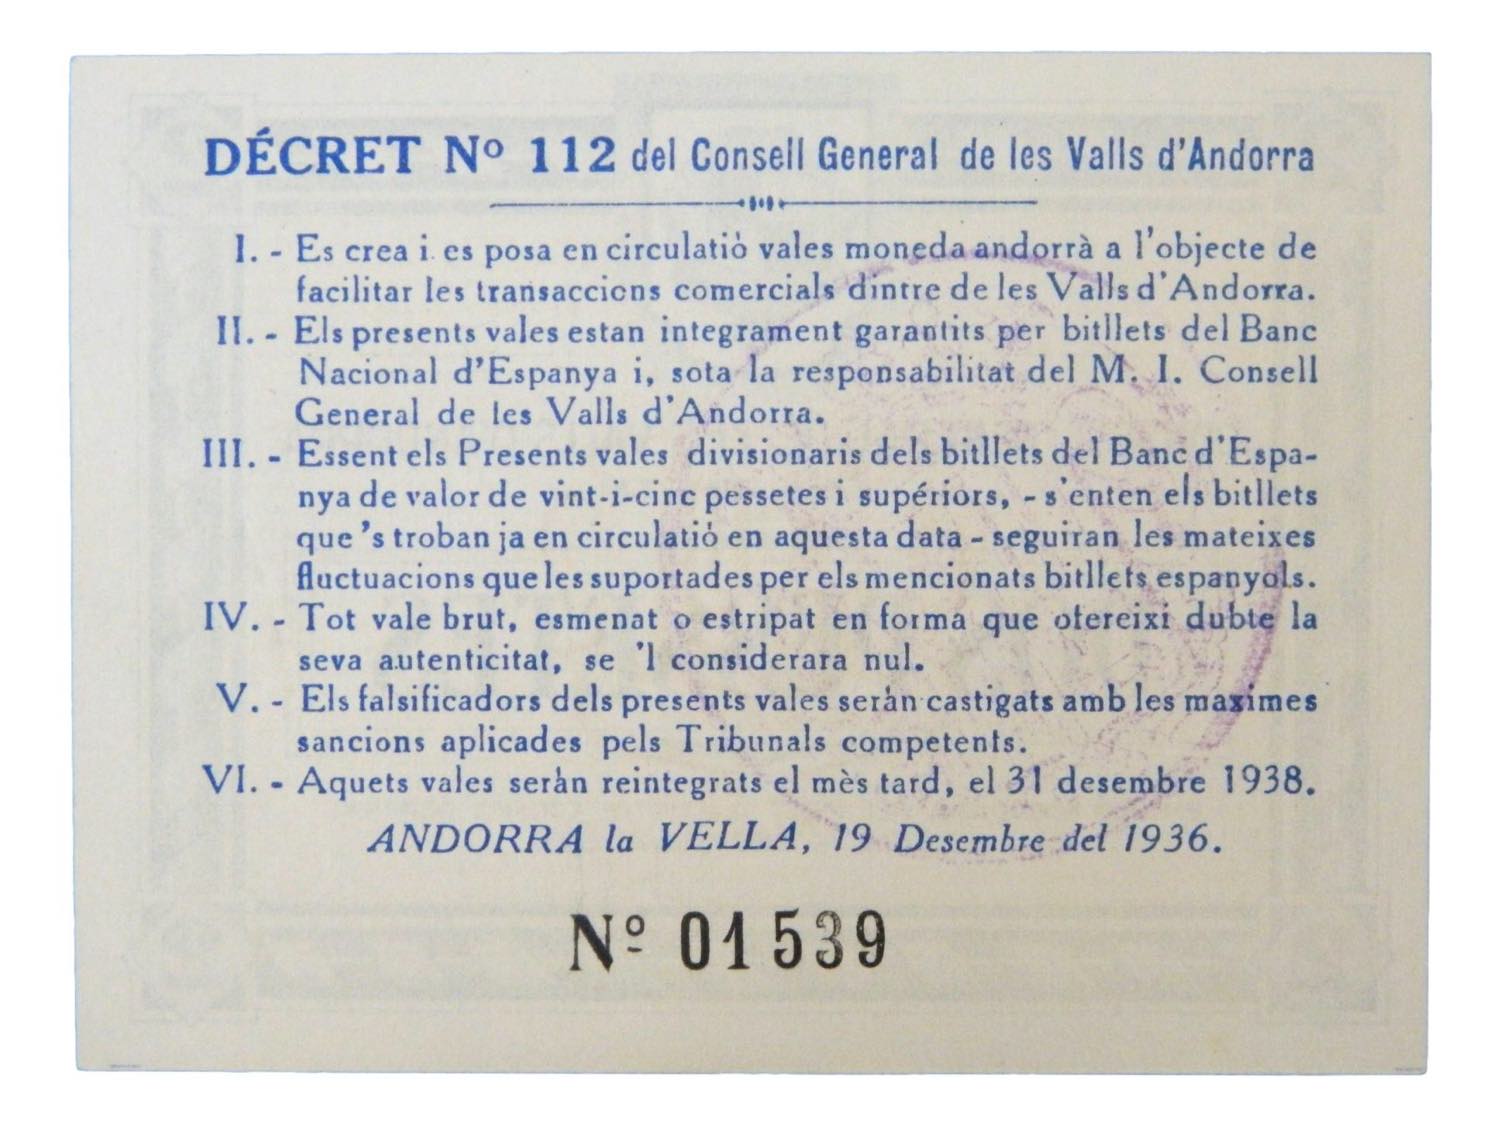 DÉCRET Nº 112 del Consell General de les Valls d'Andorra
I. - Es crea i es posa en circulatiò vales moneda andorrà a l'objecte de
facilitar les transaccions comercials dintre de les Valls d'Andorra.
II. - Els presents vales estan integrament garantits per bitllets del Banc
Nacional d'Espanya i, sota la responsabilitat del M. I. Consell
General de les Valls d'Andorra.
III. - Essent els Presents vales divisionaris dels bitllets del Banc d'Espa-
nya de valor de vint-i-cinc pessetes i supériors, - s'enten els bitllets
que 's troban ja en circulatiò en aquesta data - seguiran les mateixes
fluctuacions que les suportades per els mencionats bitllets espanyols.
IV. - Tot vale brut, esmenat o estripat en forma que ofereixi dubte la
seva autenticitat, se 'l considerara nul.
V. - Els falsificadors dels presents vales seràn castigats amb les maximes
sancions aplicades pels Tribunals competents.
VI. - Aquets vales seràn reintegrats el mès tard, el 31 desembre 1938.
ANDORRA la VELLA, 19 Desembre del 1936.
Nº 01539